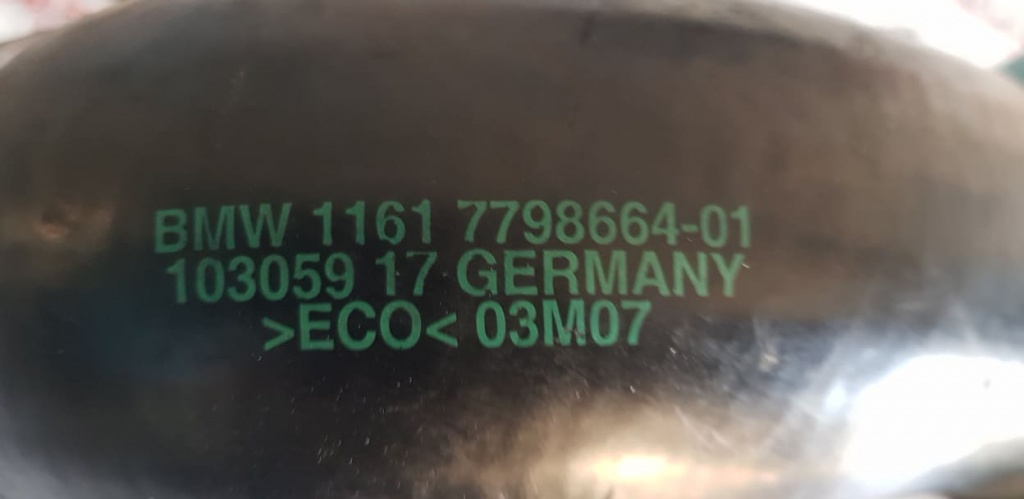 BMW 1161 7798664-01
103059 17 GERMANY
>ECO< 03M07